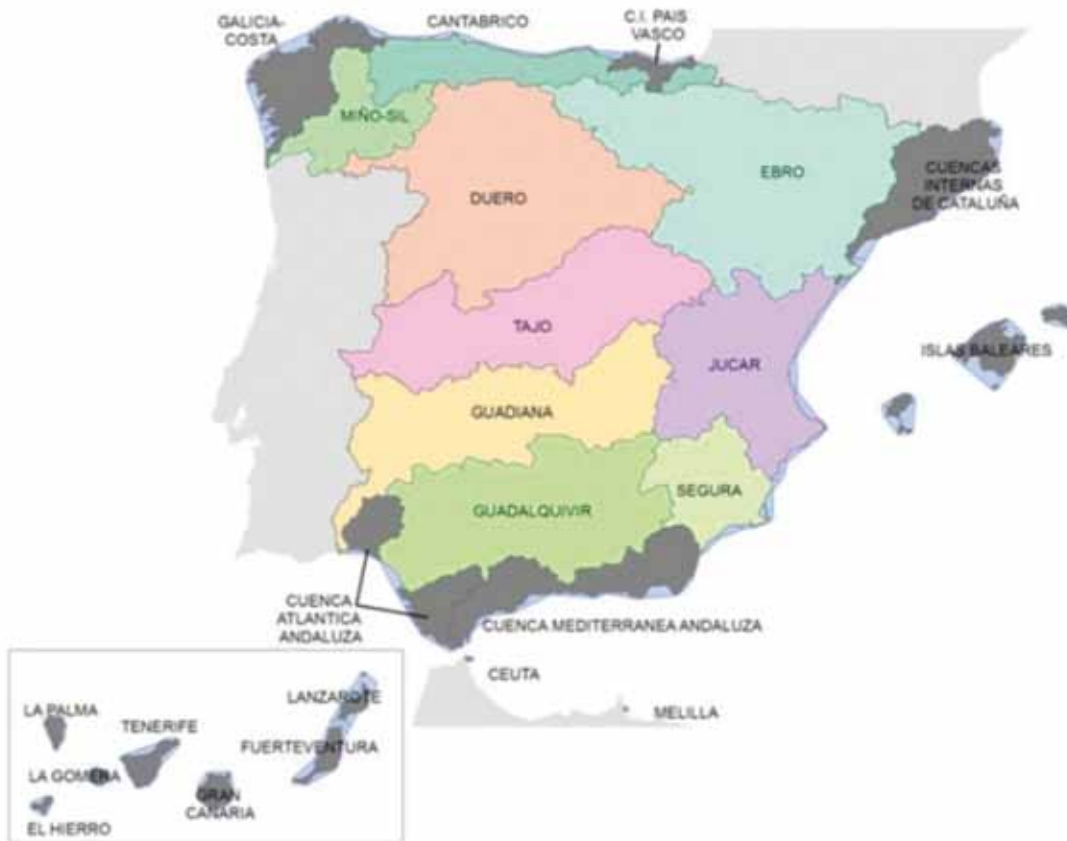 GALICIA-
COSTA
CANTABRICO
C.I. PAIS
VASCO
MIÑO-SIL
DUERO
EBRO
CUENCAS
INTERNAS
DE CATALUÑA
TAJO
JUCAR
ISLAS BALEARES
GUADIANA
SEGURA
GUADALQUIVIR
CUENCA
ATLANTICA
ANDALUZA
CUENCA MEDITERRANEA ANDALUZA
CEUTA
MELILLA
LA PALMA
TENERIFE
LANZAROTE
FUERTEVENTURA
LA GOMERA
GRAN
CANARIA
EL HIERRO